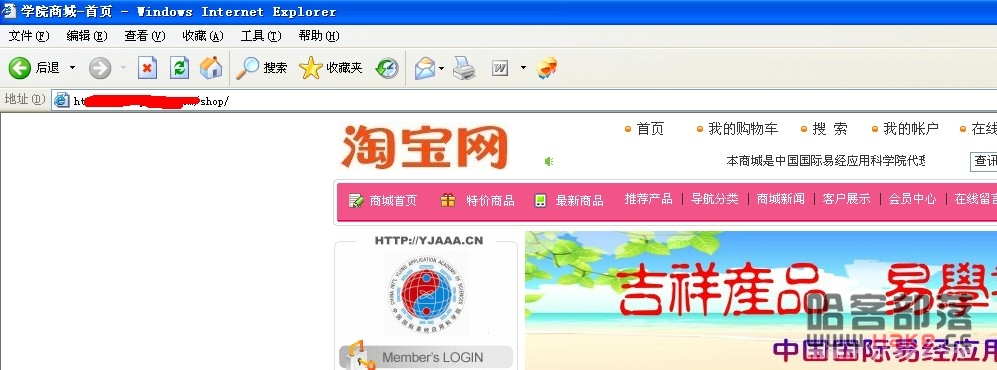 学院商城-首页 - Windows Internet Explorer
文件(F) 编辑(E) 查看(V) 收藏(A) 工具(T) 帮助(H)
后退 搜索 收藏夹
地址(D) ht /shop/
淘宝网 首页 我的购物车 搜 索 我的帐户 在线
本商城是中国国际易经应用科学院代理 查讯
商城首页 特价商品 最新商品 推荐产品 | 导航分类 | 商城新闻 | 客户展示 | 会员中心 | 在线留言
HTTP://YJAAA.CN
吉祥産品 易學
哈客部落
www.Hake.cc
中国国际易经应用
Member's LOGIN